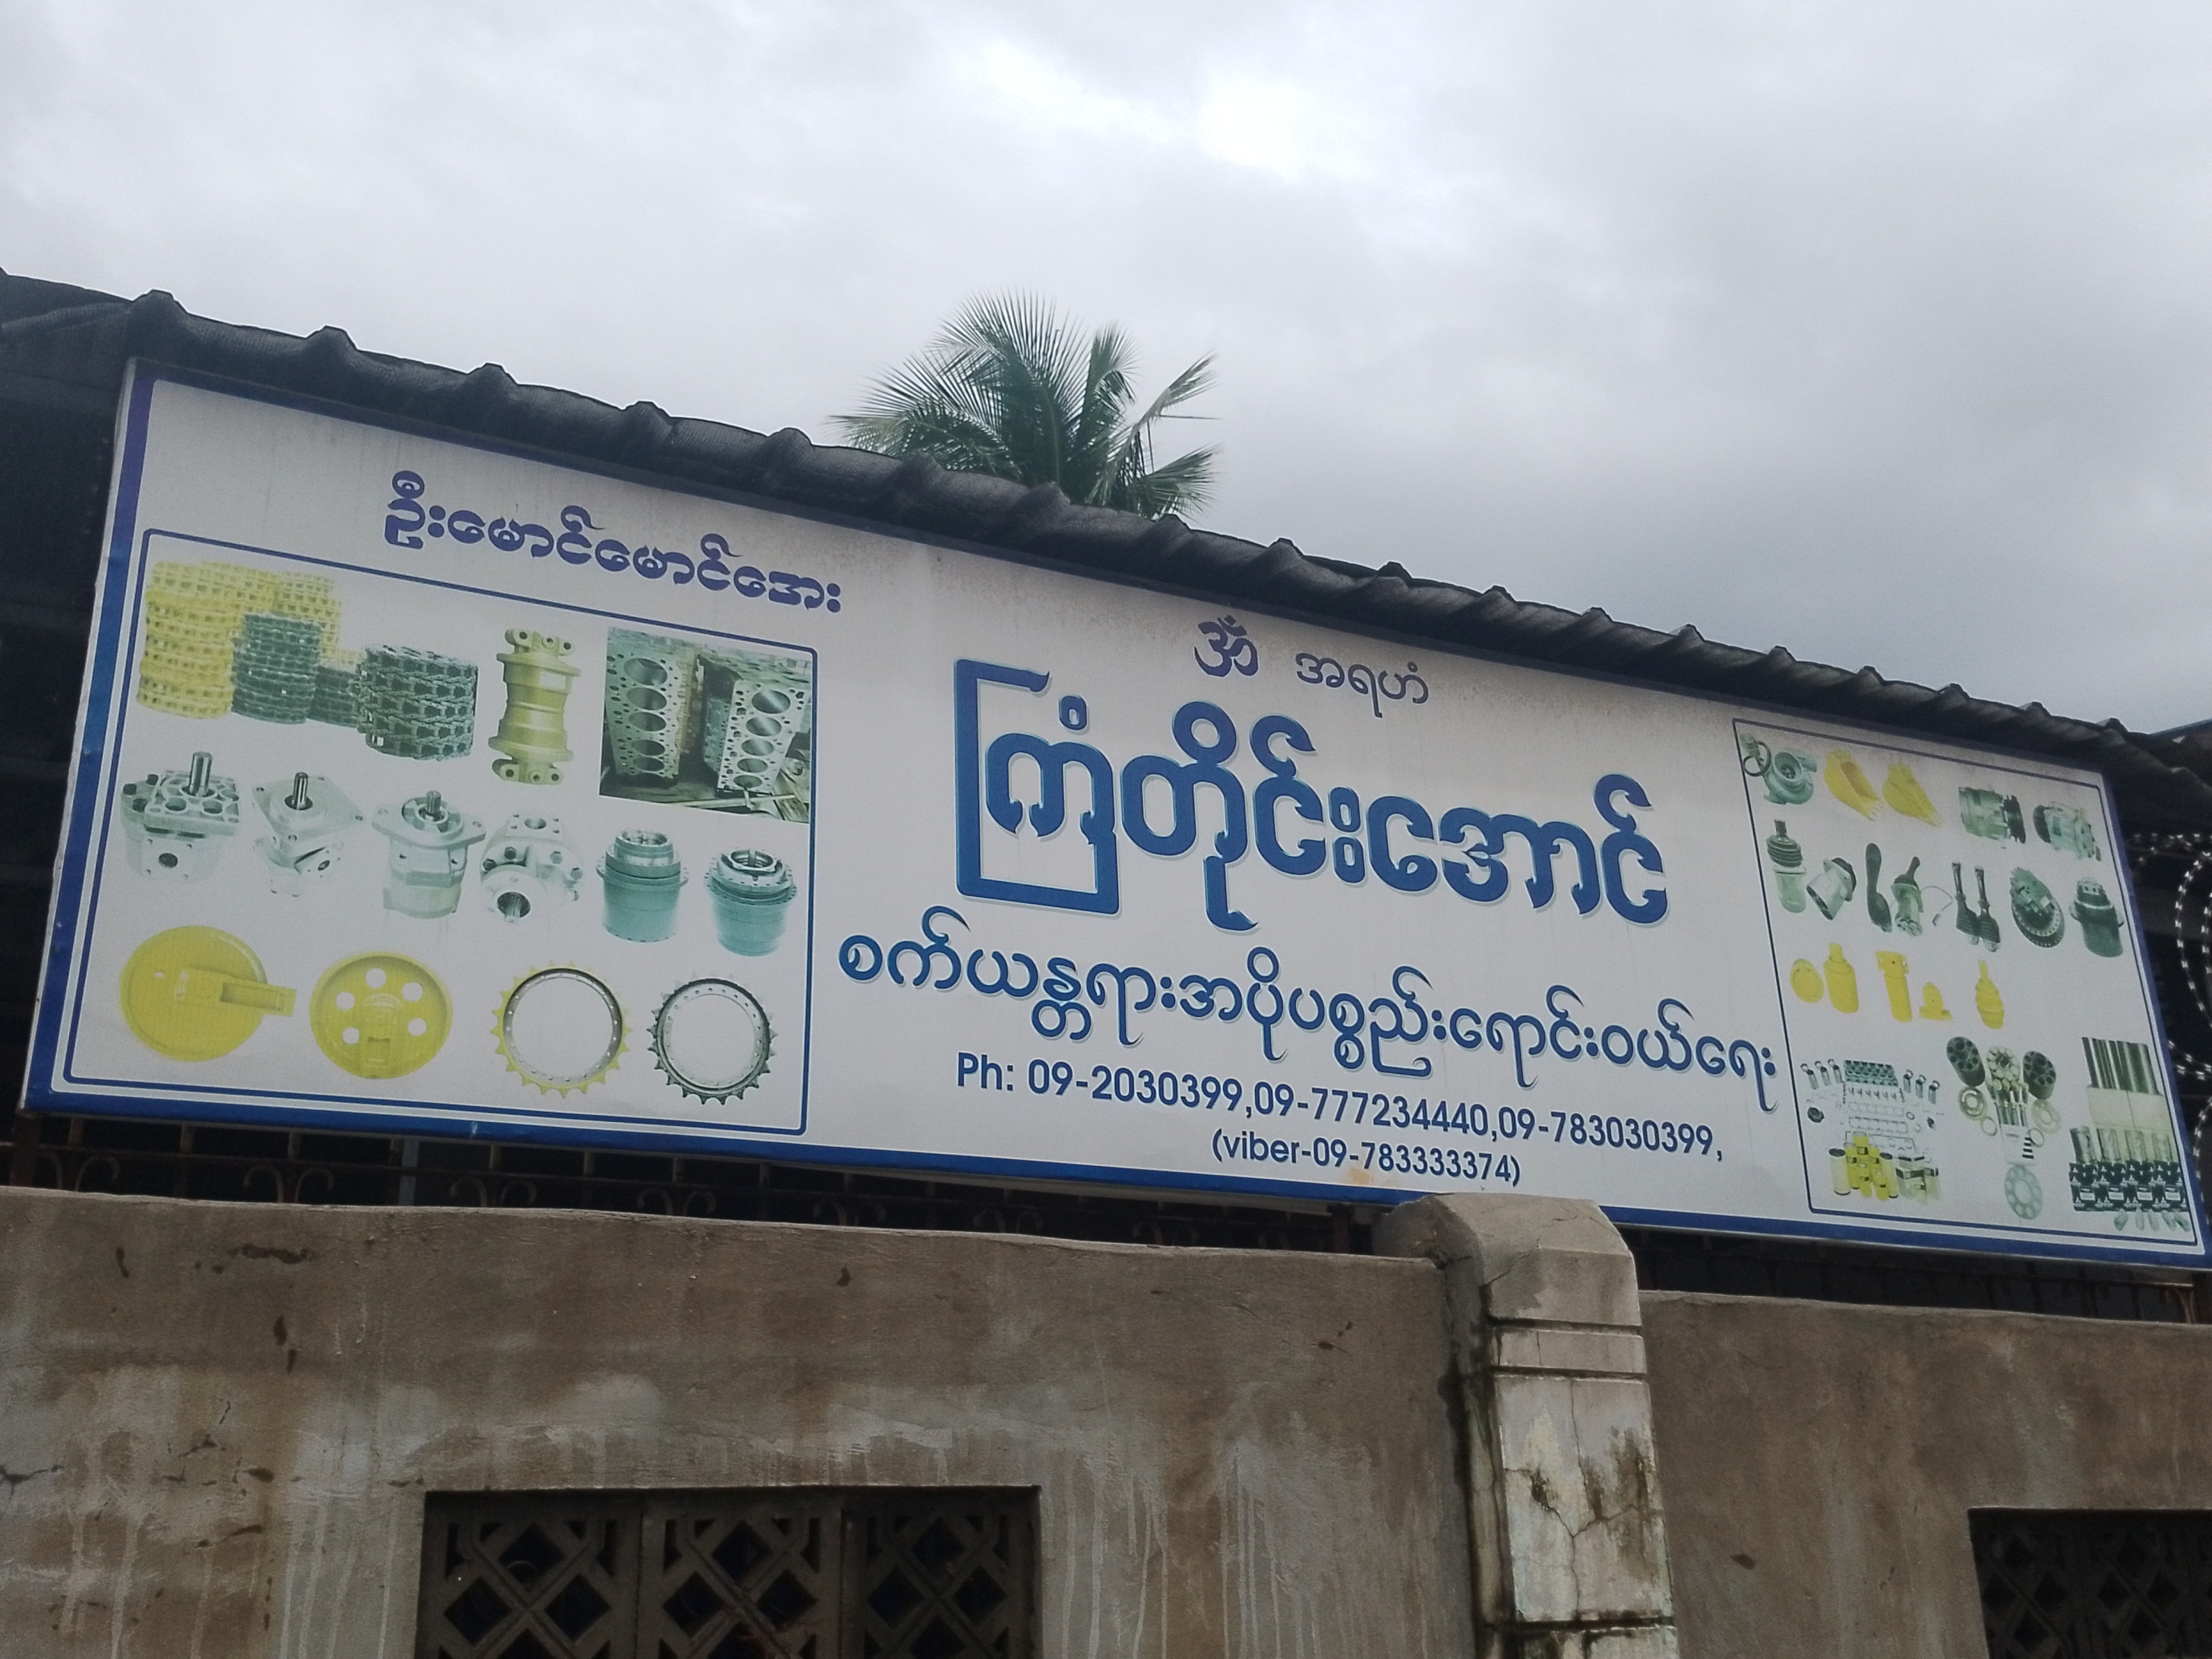 ဦးမောင်မောင်အေး
ॐ အရဟံ
ကြံတိုင်းအောင်
စက်ယန္တရားအပိုပစ္စည်းရောင်းဝယ်ရေး
Ph: 09-2030399,09-777234440,09-783030399,
(viber-09-783333374)